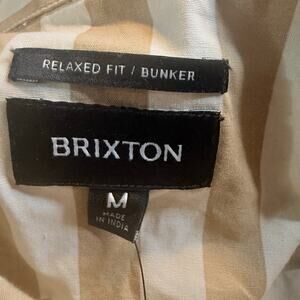 RELAXED FIT / BUNKER
BRIXTON
M
MADE
IN INDIA